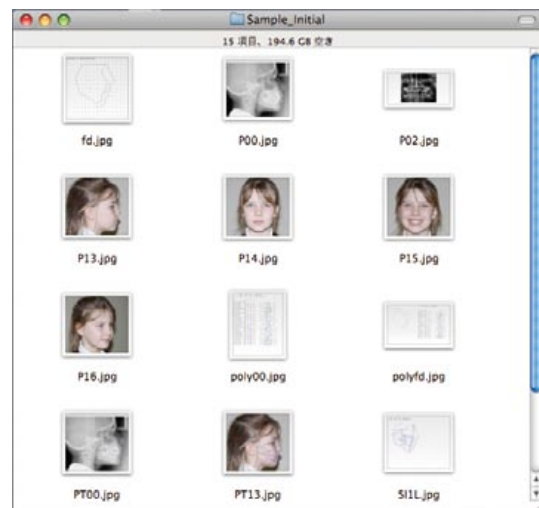 Sample_Initial
15 項目、194.6 GB 空き
fd.jpg
P00.jpg
P02.jpg
P13.jpg
P14.jpg
P15.jpg
P16.jpg
poly00.jpg
polyfd.jpg
PT00.jpg
PT13.jpg
SI1L.jpg